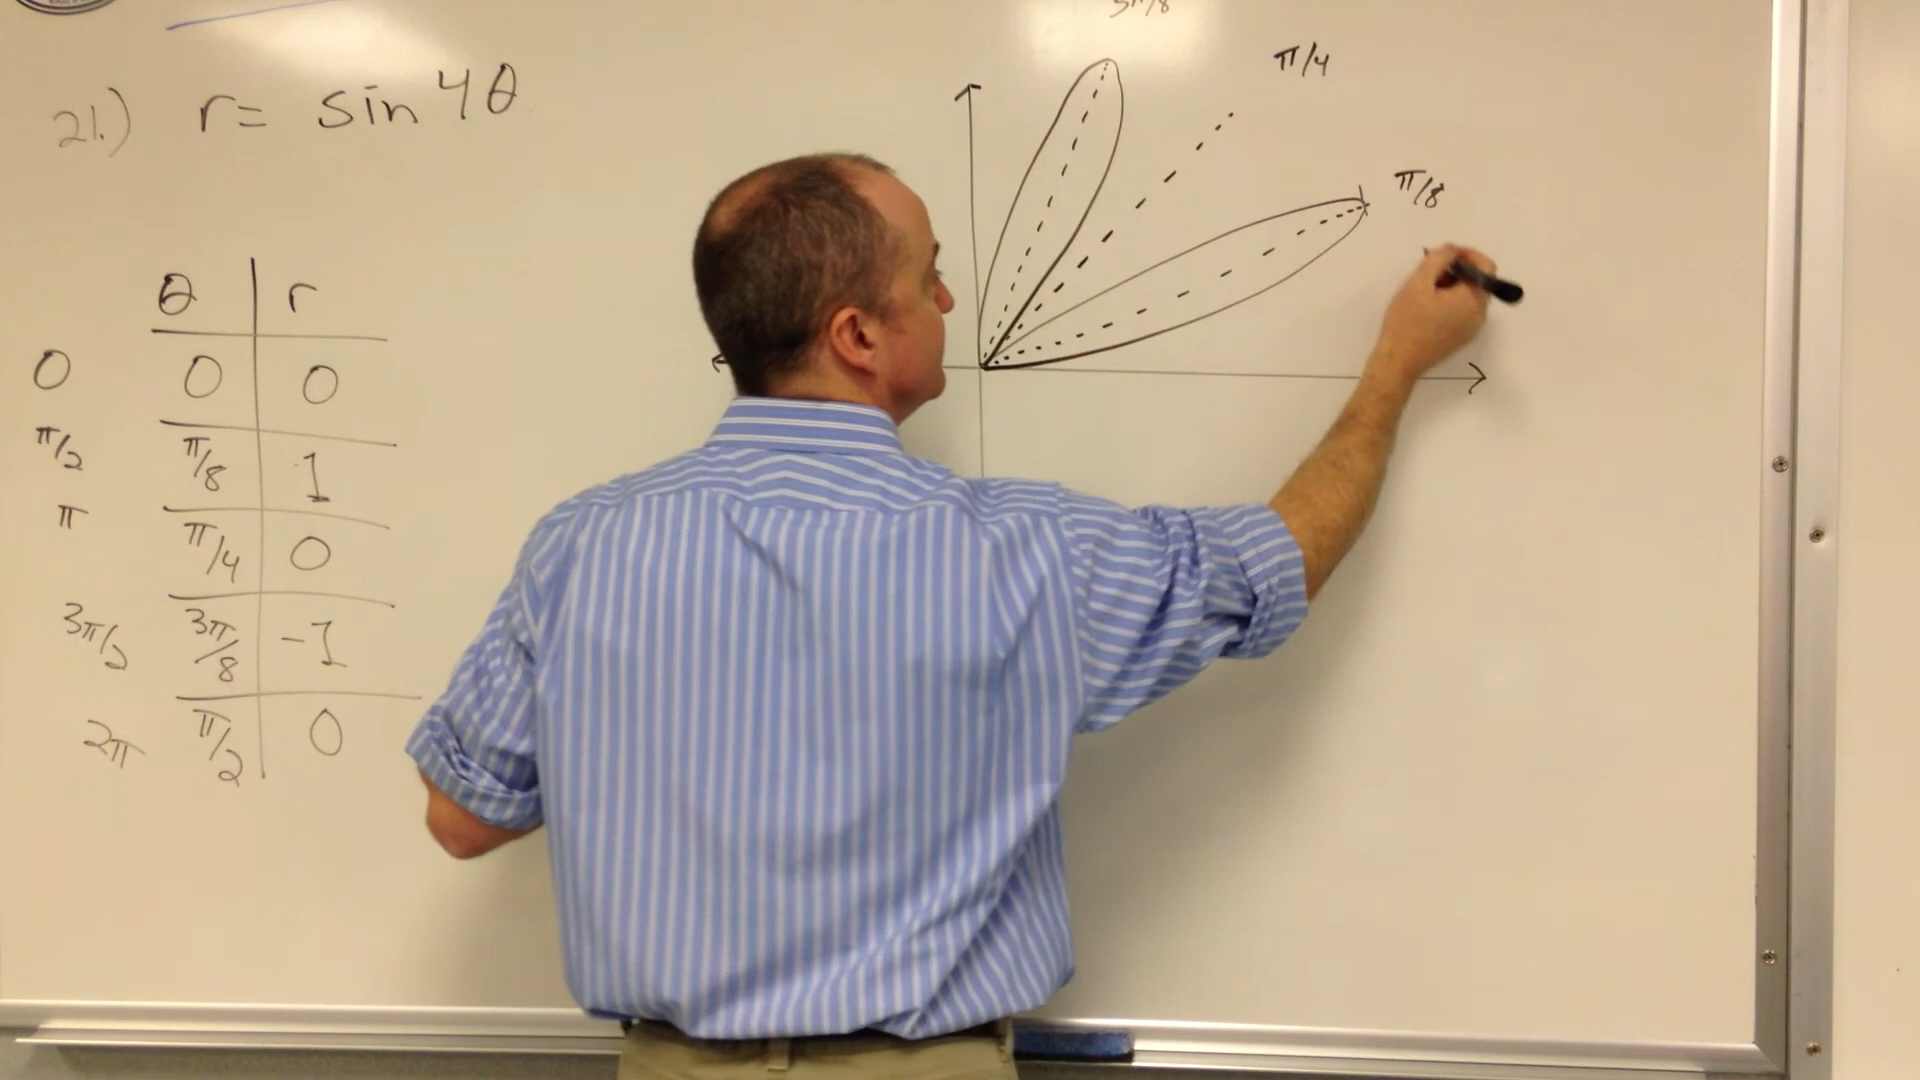 21.) r = sin 4θ
θ r
0 0 0
π/2 π/8 1
π π/4 0
3π/2 3π/8 -1
2π π/2 0
3π/8
π/4
π/8